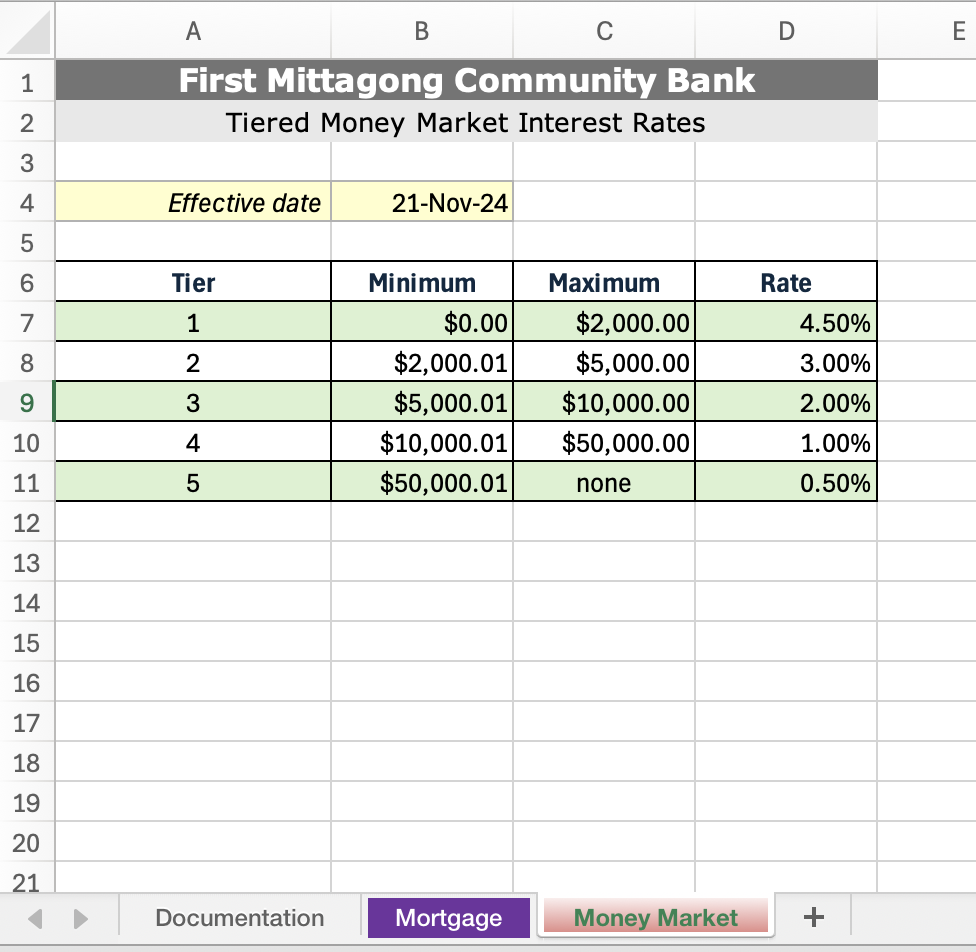 A B C D E
1 First Mittagong Community Bank
2 Tiered Money Market Interest Rates
3
4 Effective date 21-Nov-24
5
6 Tier Minimum Maximum Rate
7 1 $0.00 $2,000.00 4.50%
8 2 $2,000.01 $5,000.00 3.00%
9 3 $5,000.01 $10,000.00 2.00%
10 4 $10,000.01 $50,000.00 1.00%
11 5 $50,000.01 none 0.50%
12
13
14
15
16
17
18
19
20
21
Documentation Mortgage Money Market +